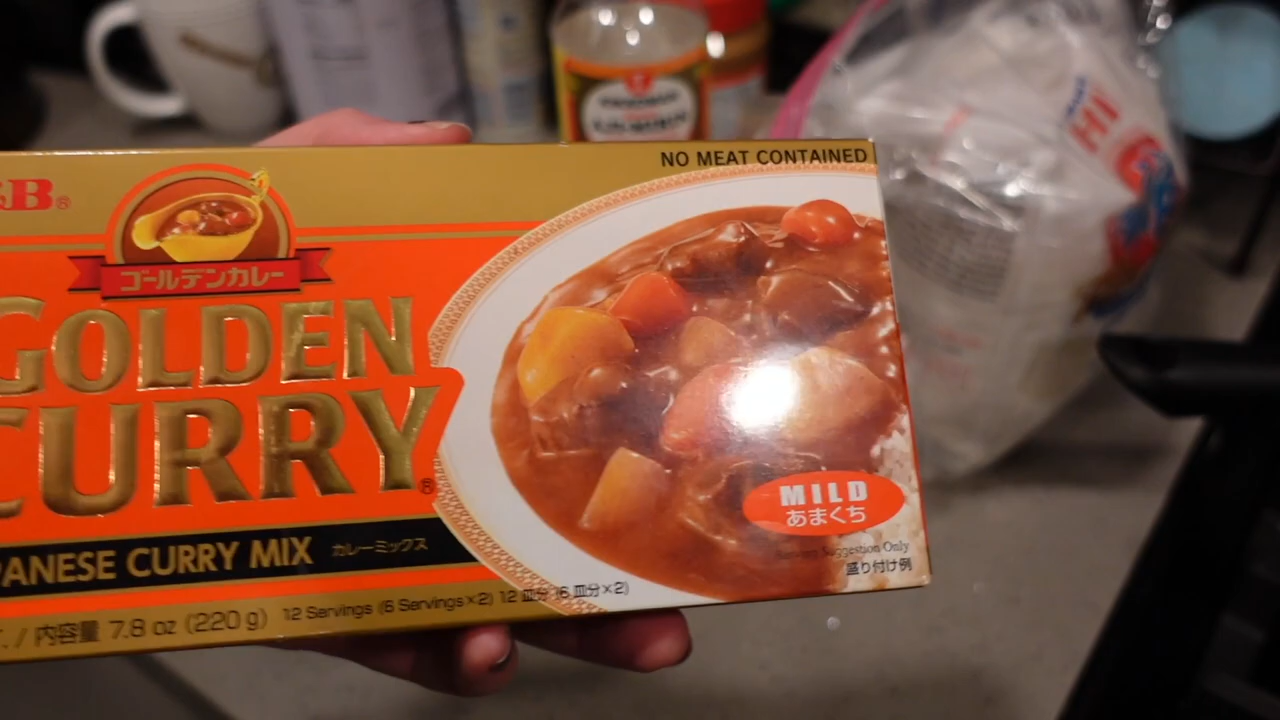 NO MEAT CONTAINED
&B®
ゴールデンカレー
GOLDEN
CURRY®
MILD
あまくち
PANESE CURRY MIX カレーミックス
Suggestion Only
盛り付け例
. / 内容量 7.8 oz (220 g) 12 Servings (6 Servings×2) 12 皿分 (6 皿分×2)
HI